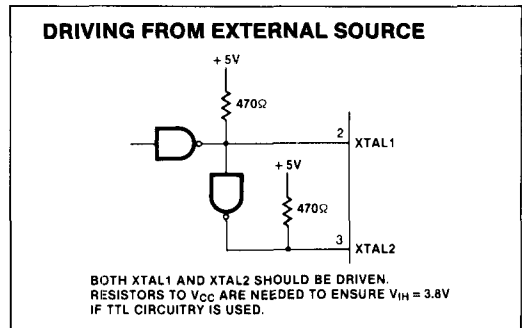 DRIVING FROM EXTERNAL SOURCE
+ 5V
470Ω
2
XTAL1
+ 5V
470Ω
3
XTAL2
BOTH XTAL1 AND XTAL2 SHOULD BE DRIVEN.
RESISTORS TO VCC ARE NEEDED TO ENSURE VIH = 3.8V
IF TTL CIRCUITRY IS USED.